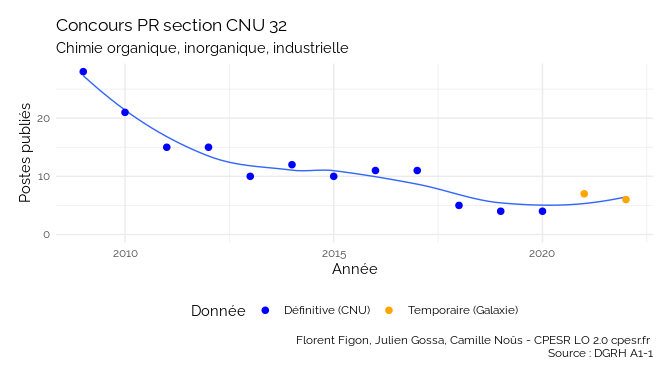 Concours PR section CNU 32
Chimie organique, inorganique, industrielle
Postes publiés
20
10
0
2010
2015
2020
Année
Donnée
Définitive (CNU)
Temporaire (Galaxie)
Florent Figon, Julien Gossa, Camille Noûs - CPESR LO 2.0 cpesr.fr
Source : DGRH A1-1